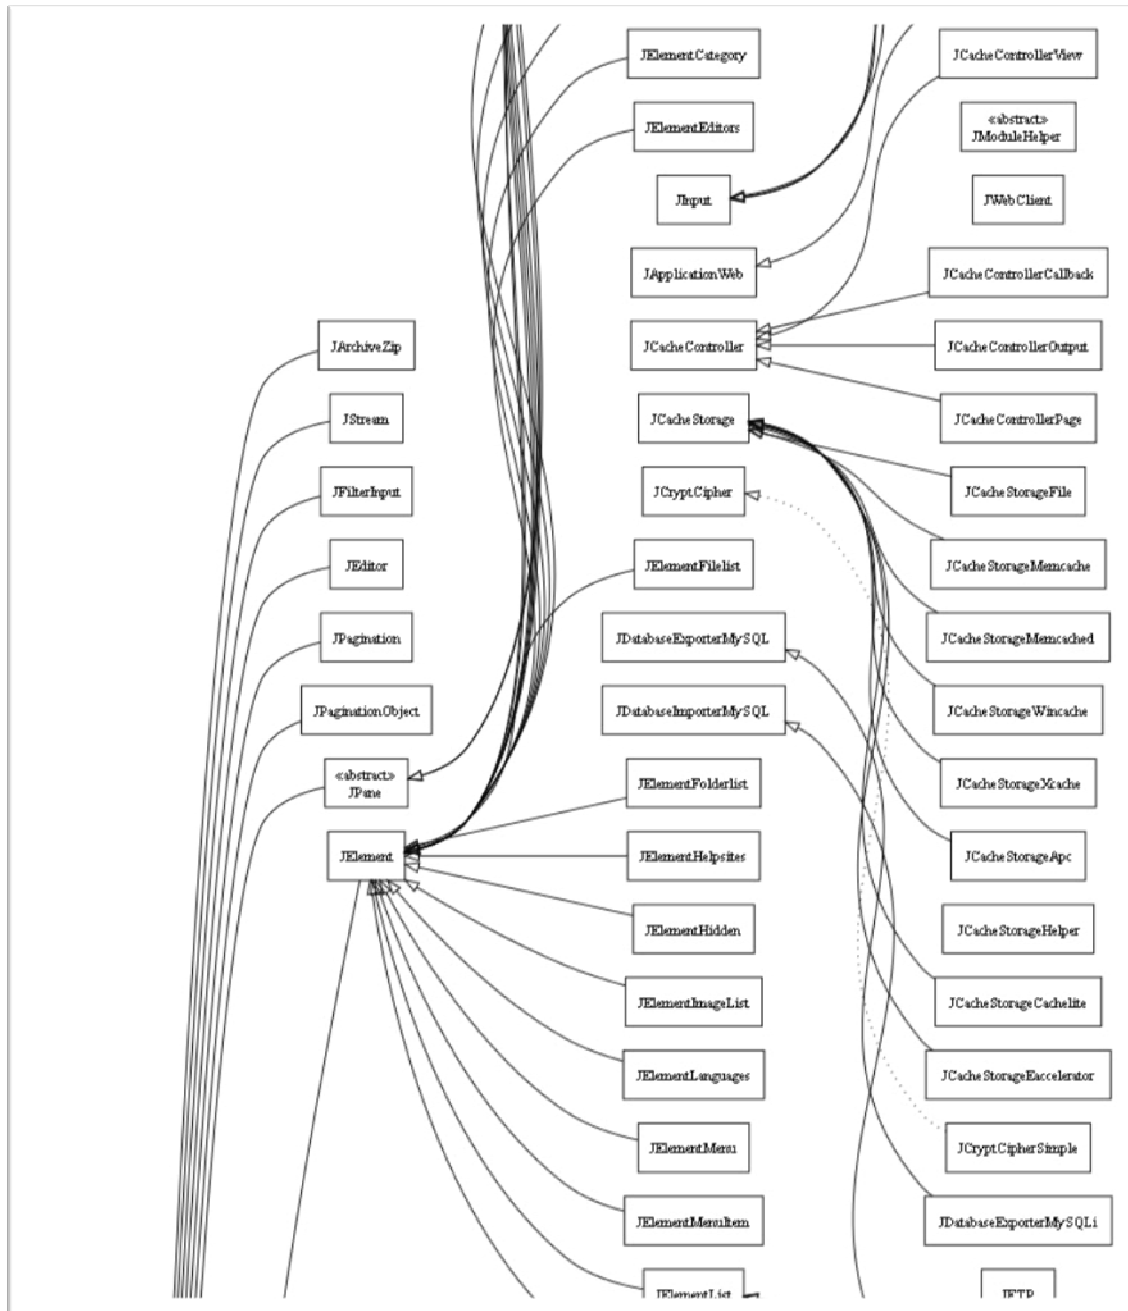 JElementCategory
JCacheControllerView
JElementEditors
«abstract»
JModuleHelper
JInput
JWebClient
JApplicationWeb
JCacheControllerCallback
JArchiveZip
JCacheController
JCacheControllerOutput
JStream
JCacheStorage
JCacheControllerPage
JFilterInput
JCryptCipher
JCacheStorageFile
JEditor
JElementFilelist
JCacheStorageMemcache
JPagination
JDatabaseExporterMySQL
JCacheStorageMemcached
JPaginationObject
JDatabaseImporterMySQL
JCacheStorageWincache
«abstract»
JPane
JElementFolderlist
JCacheStorageXcache
JElement
JElementHelpsites
JCacheStorageApc
JElementHidden
JCacheStorageHelper
JElementImageList
JCacheStorageCachelite
JElementLanguages
JCacheStorageEaccelerator
JElementMenu
JCryptCipherSimple
JElementMenuItem
JDatabaseExporterMySQLi
JElementList
JFTP